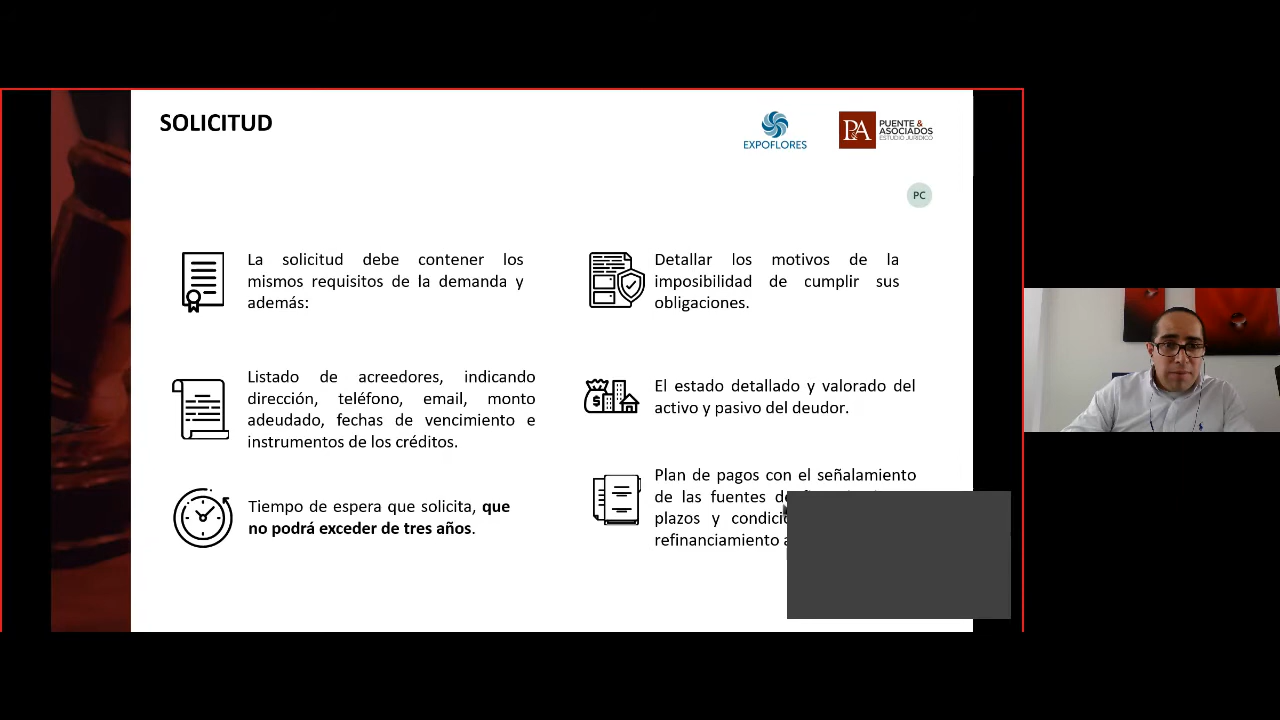 SOLICITUD
EXPOFLORES
P&A
PUENTE &
ASOCIADOS
ESTUDIO JURÍDICO
PC
La solicitud debe contener los
mismos requisitos de la demanda y
además:
Detallar los motivos de la
imposibilidad de cumplir sus
obligaciones.
Listado de acreedores, indicando
dirección, teléfono, email, monto
adeudado, fechas de vencimiento e
instrumentos de los créditos.
El estado detallado y valorado del
activo y pasivo del deudor.
Tiempo de espera que solicita, que
no podrá exceder de tres años.
Plan de pagos con el señalamiento
de las fuentes
plazos y
refinanciamiento